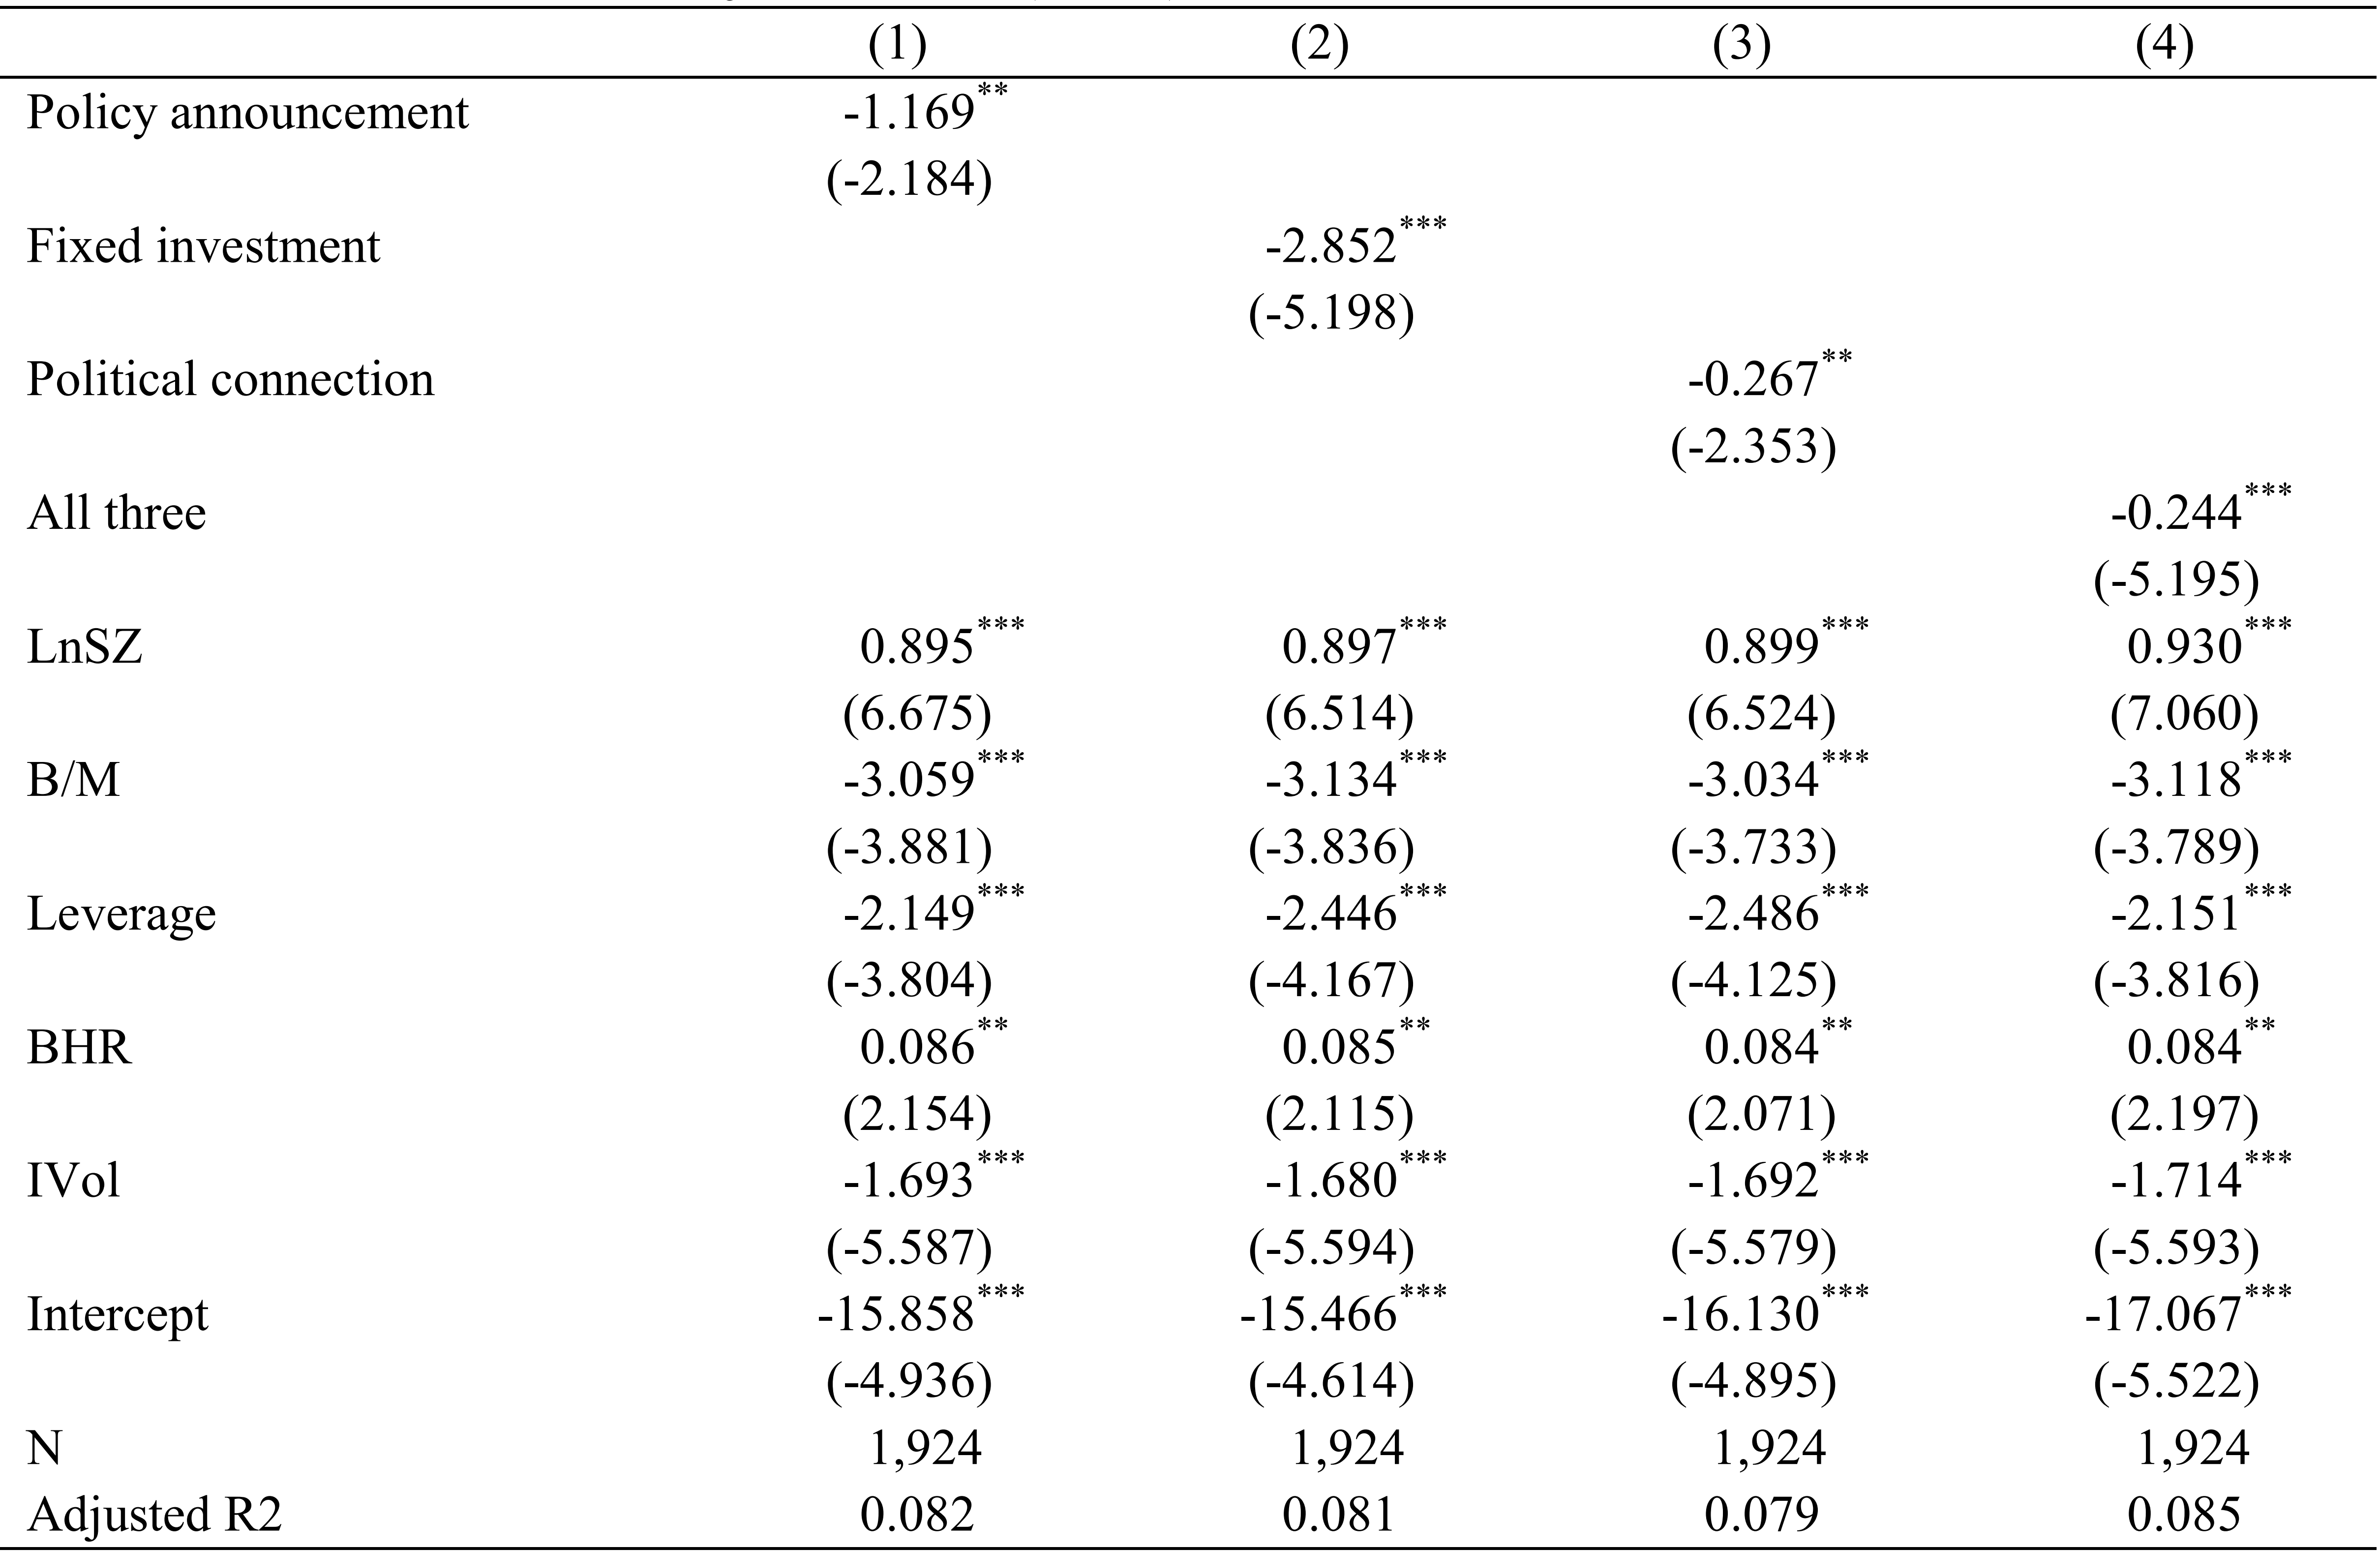 (1) (2) (3) (4)
Policy announcement -1.169**
(-2.184)
Fixed investment -2.852***
(-5.198)
Political connection -0.267**
(-2.353)
All three -0.244***
(-5.195)
LnSZ 0.895*** 0.897*** 0.899*** 0.930***
(6.675) (6.514) (6.524) (7.060)
B/M -3.059*** -3.134*** -3.034*** -3.118***
(-3.881) (-3.836) (-3.733) (-3.789)
Leverage -2.149*** -2.446*** -2.486*** -2.151***
(-3.804) (-4.167) (-4.125) (-3.816)
BHR 0.086** 0.085** 0.084** 0.084**
(2.154) (2.115) (2.071) (2.197)
IVol -1.693*** -1.680*** -1.692*** -1.714***
(-5.587) (-5.594) (-5.579) (-5.593)
Intercept -15.858*** -15.466*** -16.130*** -17.067***
(-4.936) (-4.614) (-4.895) (-5.522)
N 1,924 1,924 1,924 1,924
Adjusted R2 0.082 0.081 0.079 0.085